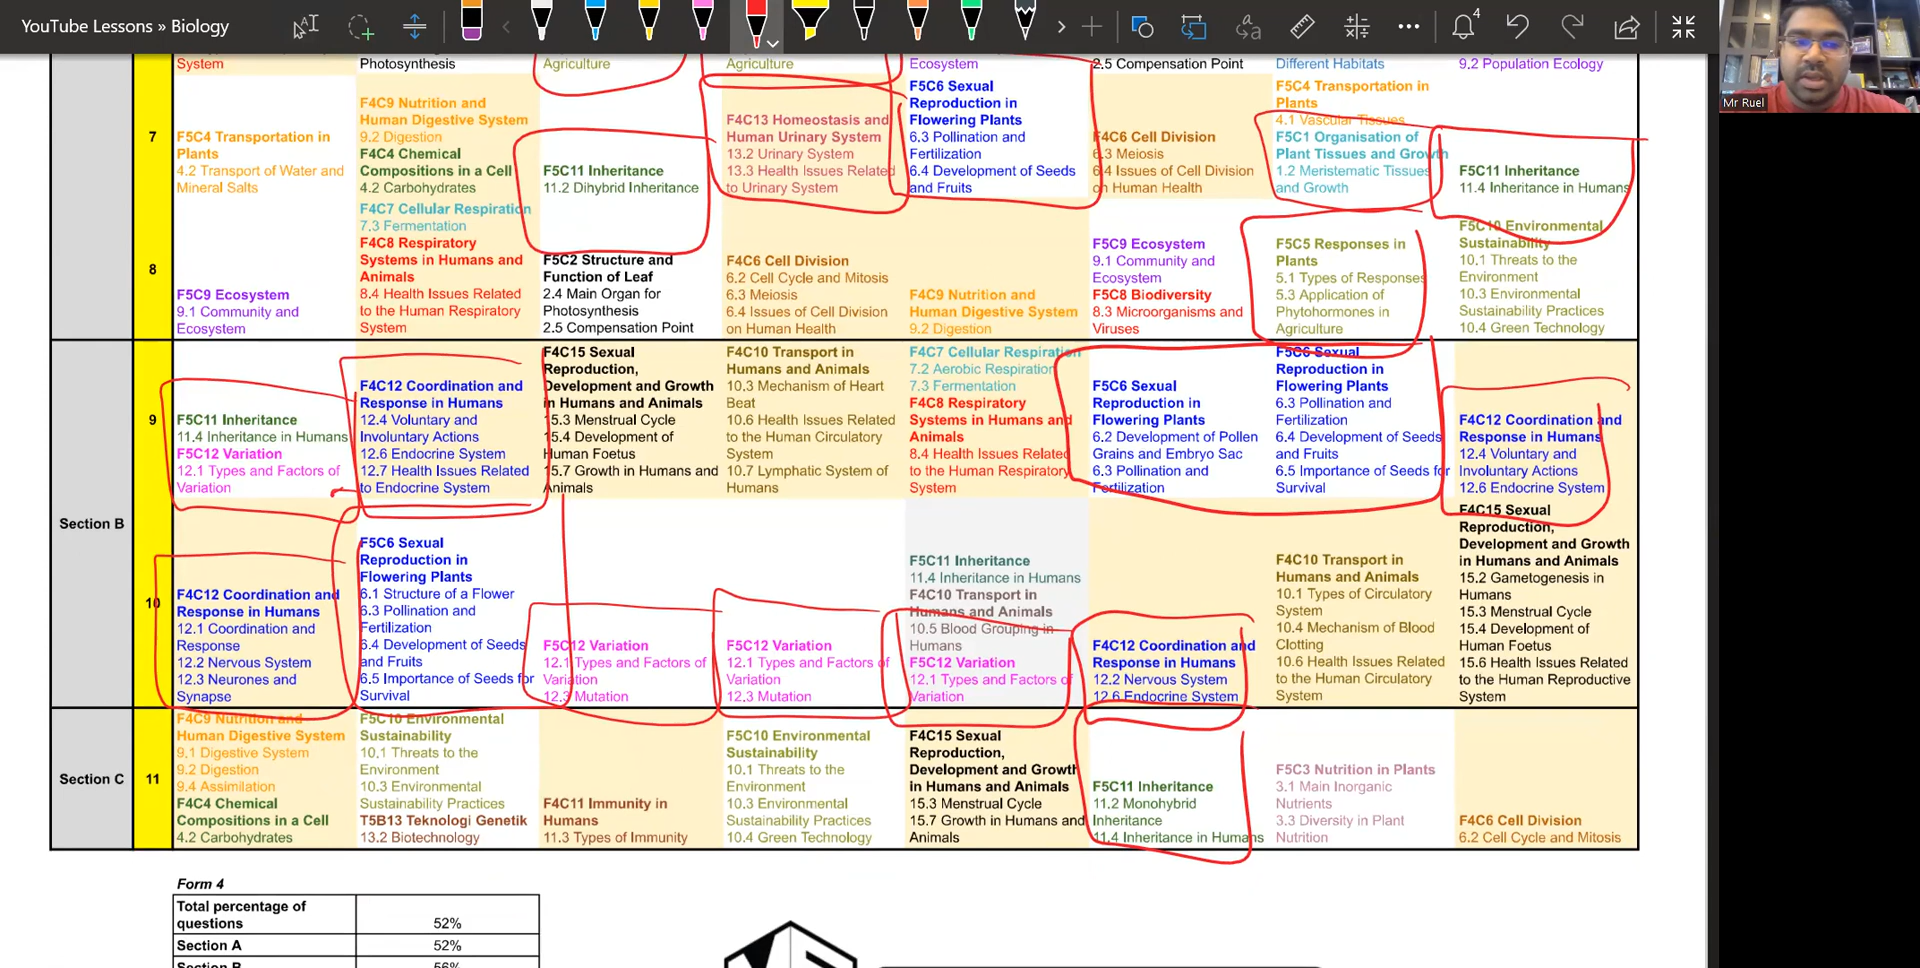 YouTube Lessons » Biology
4
Mr Ruel
System
Photosynthesis
Agriculture
Agriculture
Ecosystem
2.5 Compensation Point
Different Habitats
9.2 Population Ecology
7
F5C4 Transportation in
Plants
4.2 Transport of Water and
Mineral Salts
F4C9 Nutrition and
Human Digestive System
9.2 Digestion
F4C4 Chemical
Compositions in a Cell
4.2 Carbohydrates
F5C11 Inheritance
11.2 Dihybrid Inheritance
F4C13 Homeostasis and
Human Urinary System
13.2 Urinary System
13.3 Health Issues Related
to Urinary System
F5C6 Sexual
Reproduction in
Flowering Plants
6.3 Pollination and
Fertilization
6.4 Development of Seeds
and Fruits
F4C6 Cell Division
6.3 Meiosis
6.4 Issues of Cell Division
on Human Health
F5C4 Transportation in
Plants
4.1 Vascular Tissues
F5C1 Organisation of
Plant Tissues and Growth
1.2 Meristematic Tissues
and Growth
F5C11 Inheritance
11.4 Inheritance in Humans
8
F5C9 Ecosystem
9.1 Community and
Ecosystem
F4C7 Cellular Respiration
7.3 Fermentation
F4C8 Respiratory
Systems in Humans and
Animals
8.4 Health Issues Related
to the Human Respiratory
System
F5C2 Structure and
Function of Leaf
2.4 Main Organ for
Photosynthesis
2.5 Compensation Point
F4C6 Cell Division
6.2 Cell Cycle and Mitosis
6.3 Meiosis
6.4 Issues of Cell Division
on Human Health
F4C9 Nutrition and
Human Digestive System
9.2 Digestion
F5C9 Ecosystem
9.1 Community and
Ecosystem
F5C8 Biodiversity
8.3 Microorganisms and
Viruses
F5C5 Responses in
Plants
5.1 Types of Responses
5.3 Application of
Phytohormones in
Agriculture
F5C10 Environmental
Sustainability
10.1 Threats to the
Environment
10.3 Environmental
Sustainability Practices
10.4 Green Technology
Section B
9
F5C11 Inheritance
11.4 Inheritance in Humans
F5C12 Variation
12.1 Types and Factors of
Variation
F4C12 Coordination and
Response in Humans
12.4 Voluntary and
Involuntary Actions
12.6 Endocrine System
12.7 Health Issues Related
to Endocrine System
F4C15 Sexual
Reproduction,
Development and Growth
in Humans and Animals
15.3 Menstrual Cycle
15.4 Development of
Human Foetus
15.7 Growth in Humans and
Animals
F4C10 Transport in
Humans and Animals
10.3 Mechanism of Heart
Beat
10.6 Health Issues Related
to the Human Circulatory
System
10.7 Lymphatic System of
Humans
F4C7 Cellular Respiration
7.2 Aerobic Respiration
7.3 Fermentation
F4C8 Respiratory
Systems in Humans and
Animals
8.4 Health Issues Related
to the Human Respiratory
System
F5C6 Sexual
Reproduction in
Flowering Plants
6.2 Development of Pollen
Grains and Embryo Sac
6.3 Pollination and
Fertilization
F5C6 Sexual
Reproduction in
Flowering Plants
6.3 Pollination and
Fertilization
6.4 Development of Seeds
and Fruits
6.5 Importance of Seeds for
Survival
F4C12 Coordination and
Response in Humans
12.4 Voluntary and
Involuntary Actions
12.6 Endocrine System
10
F4C12 Coordination and
Response in Humans
12.1 Coordination and
Response
12.2 Nervous System
12.3 Neurones and
Synapse
F5C6 Sexual
Reproduction in
Flowering Plants
6.1 Structure of a Flower
6.3 Pollination and
Fertilization
6.4 Development of Seeds
and Fruits
6.5 Importance of Seeds for
Survival
F5C12 Variation
12.1 Types and Factors of
Variation
12.3 Mutation
F5C12 Variation
12.1 Types and Factors of
Variation
12.3 Mutation
F5C11 Inheritance
11.4 Inheritance in Humans
F4C10 Transport in
Humans and Animals
10.5 Blood Grouping in
Humans
F5C12 Variation
12.1 Types and Factors of
Variation
F4C12 Coordination and
Response in Humans
12.2 Nervous System
12.6 Endocrine System
F4C10 Transport in
Humans and Animals
10.1 Types of Circulatory
System
10.4 Mechanism of Blood
Clotting
10.6 Health Issues Related
to the Human Circulatory
System
F4C15 Sexual
Reproduction,
Development and Growth
in Humans and Animals
15.2 Gametogenesis in
Humans
15.3 Menstrual Cycle
15.4 Development of
Human Foetus
15.6 Health Issues Related
to the Human Reproductive
System
Section C
11
F4C9 Nutrition and
Human Digestive System
9.1 Digestive System
9.2 Digestion
9.4 Assimilation
F4C4 Chemical
Compositions in a Cell
4.2 Carbohydrates
F5C10 Environmental
Sustainability
10.1 Threats to the
Environment
10.3 Environmental
Sustainability Practices
T5B13 Teknologi Genetik
13.2 Biotechnology
F4C11 Immunity in
Humans
11.3 Types of Immunity
F5C10 Environmental
Sustainability
10.1 Threats to the
Environment
10.3 Environmental
Sustainability Practices
10.4 Green Technology
F4C15 Sexual
Reproduction,
Development and Growth
in Humans and Animals
15.3 Menstrual Cycle
15.7 Growth in Humans and
Animals
F5C11 Inheritance
11.2 Monohybrid
Inheritance
11.4 Inheritance in Humans
F5C3 Nutrition in Plants
3.1 Main Inorganic
Nutrients
3.3 Diversity in Plant
Nutrition
F4C6 Cell Division
6.2 Cell Cycle and Mitosis
Form 4
Total percentage of
questions
52%
Section A
52%
Section B
56%